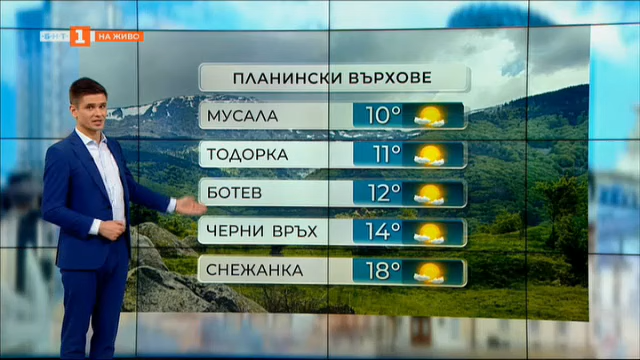 БНТ 1 НА ЖИВО
ПЛАНИНСКИ ВЪРХОВЕ
МУСАЛА 10°
ТОДОРКА 11°
БОТЕВ 12°
ЧЕРНИ ВРЪХ 14°
СНЕЖАНКА 18°